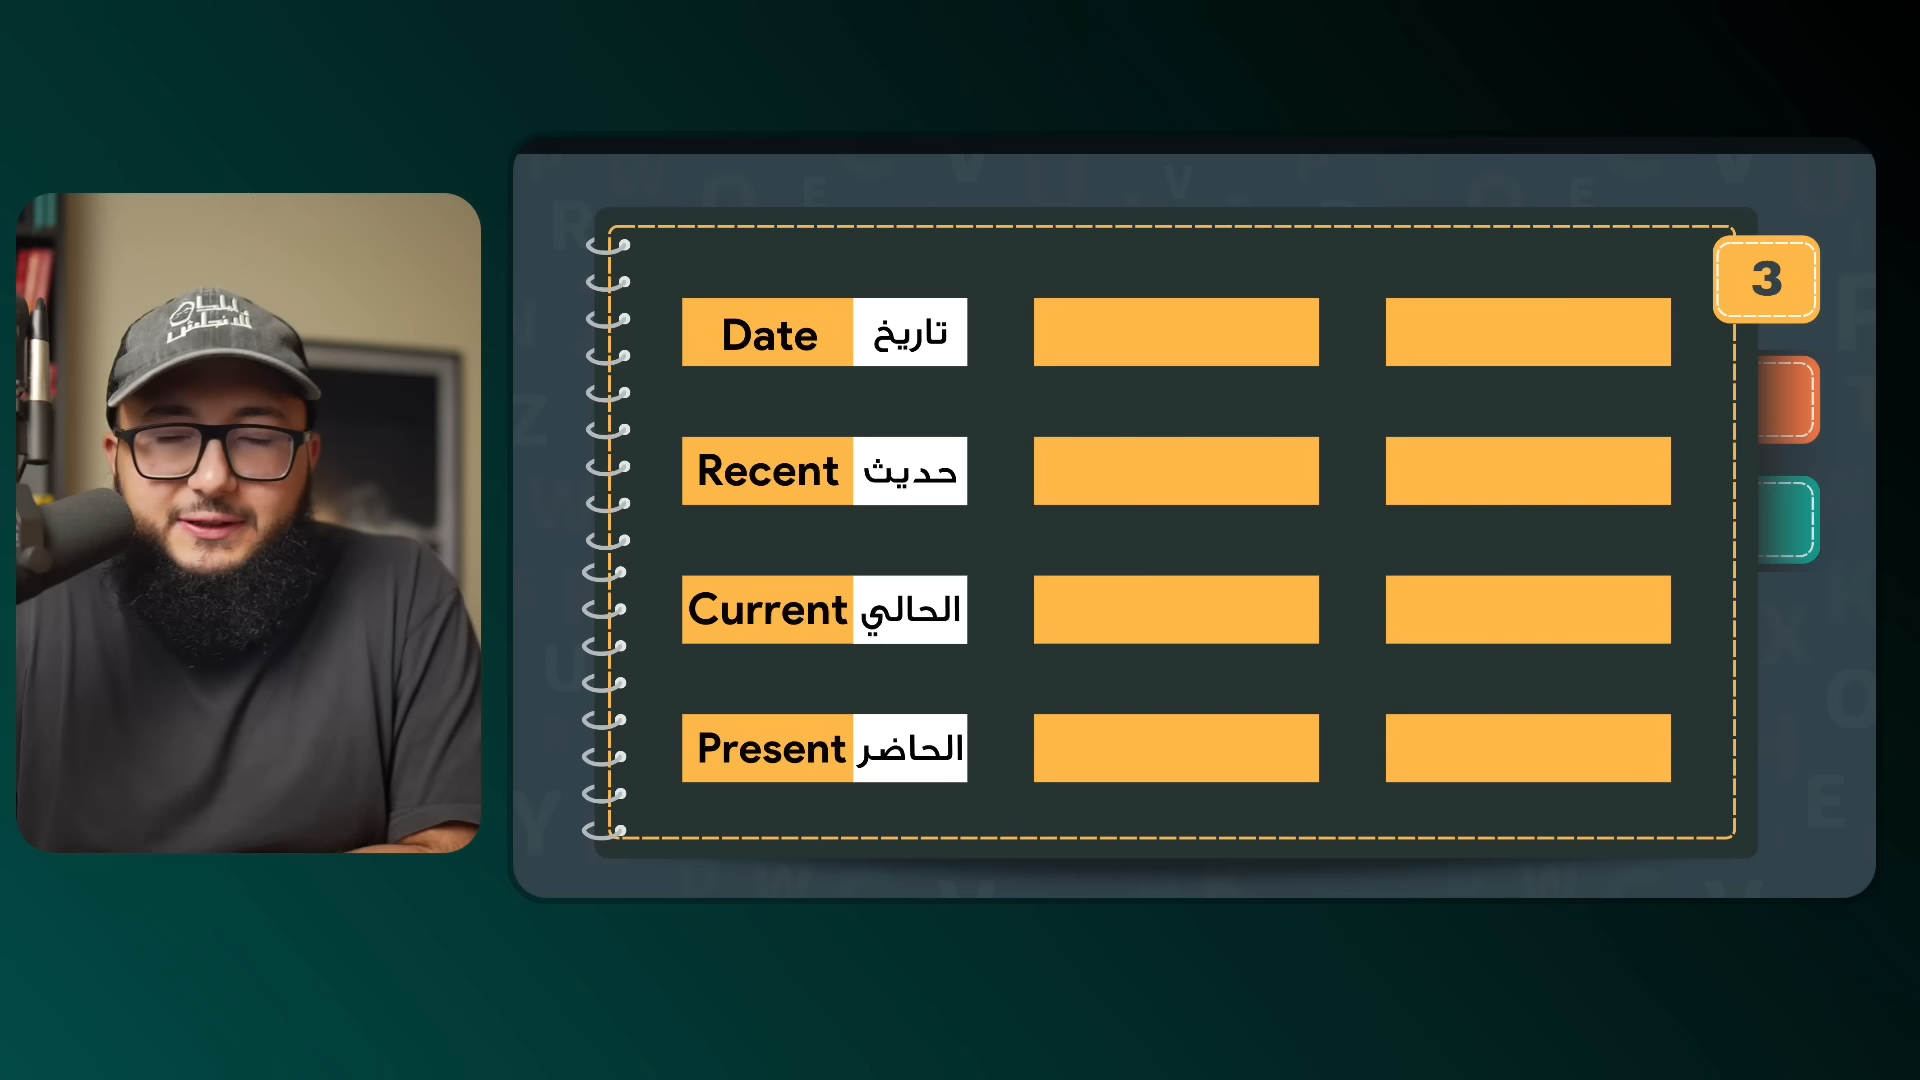 3
Date تاريخ
Recent حديث
Current الحالي
Present الحاضر